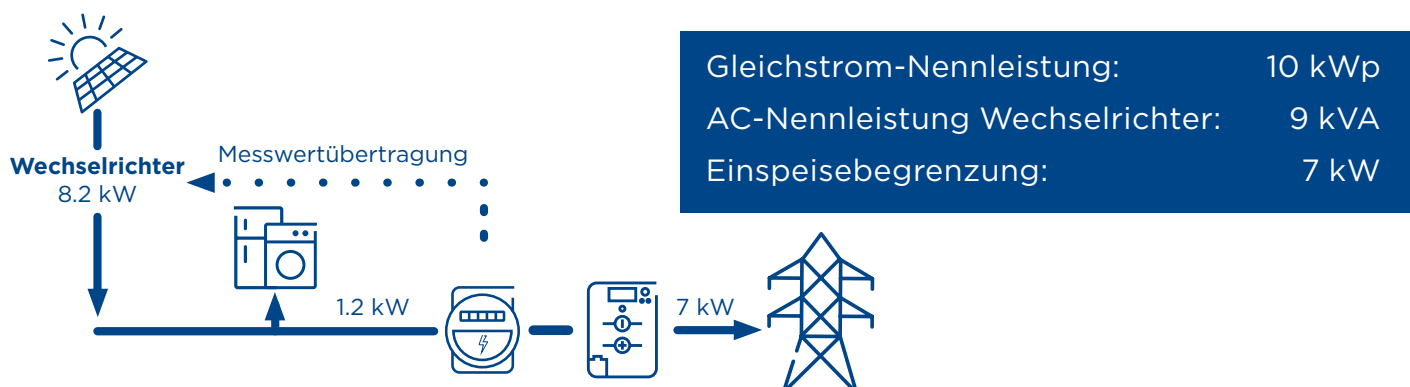 Gleichstrom-Nennleistung: 10 kWp
AC-Nennleistung Wechselrichter: 9 kVA
Einspeisebegrenzung: 7 kW
Messwertübertragung
Wechselrichter
8.2 kW
1.2 kW
7 kW